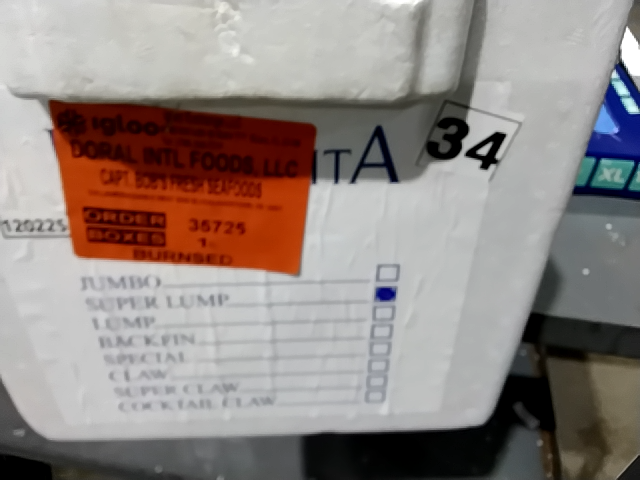 igloo
DORAL INTL FOODS, LLC
CAPT. BOB'S FRESH SEAFOODS
ORDER 35725
BOXES 1
BURNSED
ITA
34
120225
XL
JUMBO
SUPER LUMP
LUMP
BACKFIN
SPECIAL
CLAW
SUPER CLAW
COCKTAIL CLAW